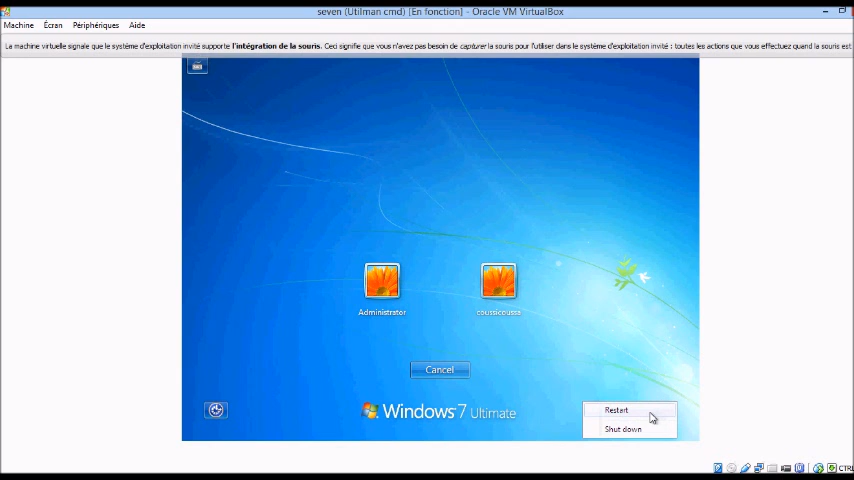 seven (Utilman cmd) [En fonction] - Oracle VM VirtualBox
Machine Écran Périphériques Aide
La machine virtuelle signale que le système d'exploitation invité supporte l'intégration de la souris. Ceci signifie que vous n'avez pas besoin de capturer la souris pour l'utiliser dans le système d'exploitation invité : toutes les actions que vous effectuez quand la souris est
Administrator coussicoussa
Cancel
Windows 7 Ultimate
Restart
Shut down
CTRL